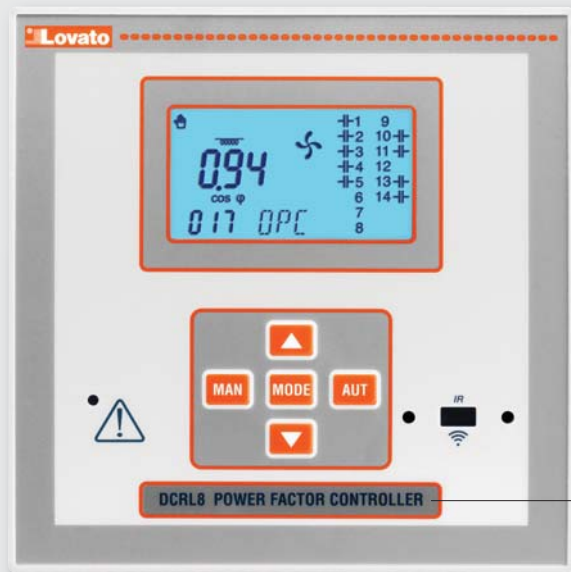 Lovato
1 9
2 10
3 11
4 12
0.94
5 13
cos φ
6 14
7
017 OPC
8
MAN MODE AUT
IR
DCRL8 POWER FACTOR CONTROLLER